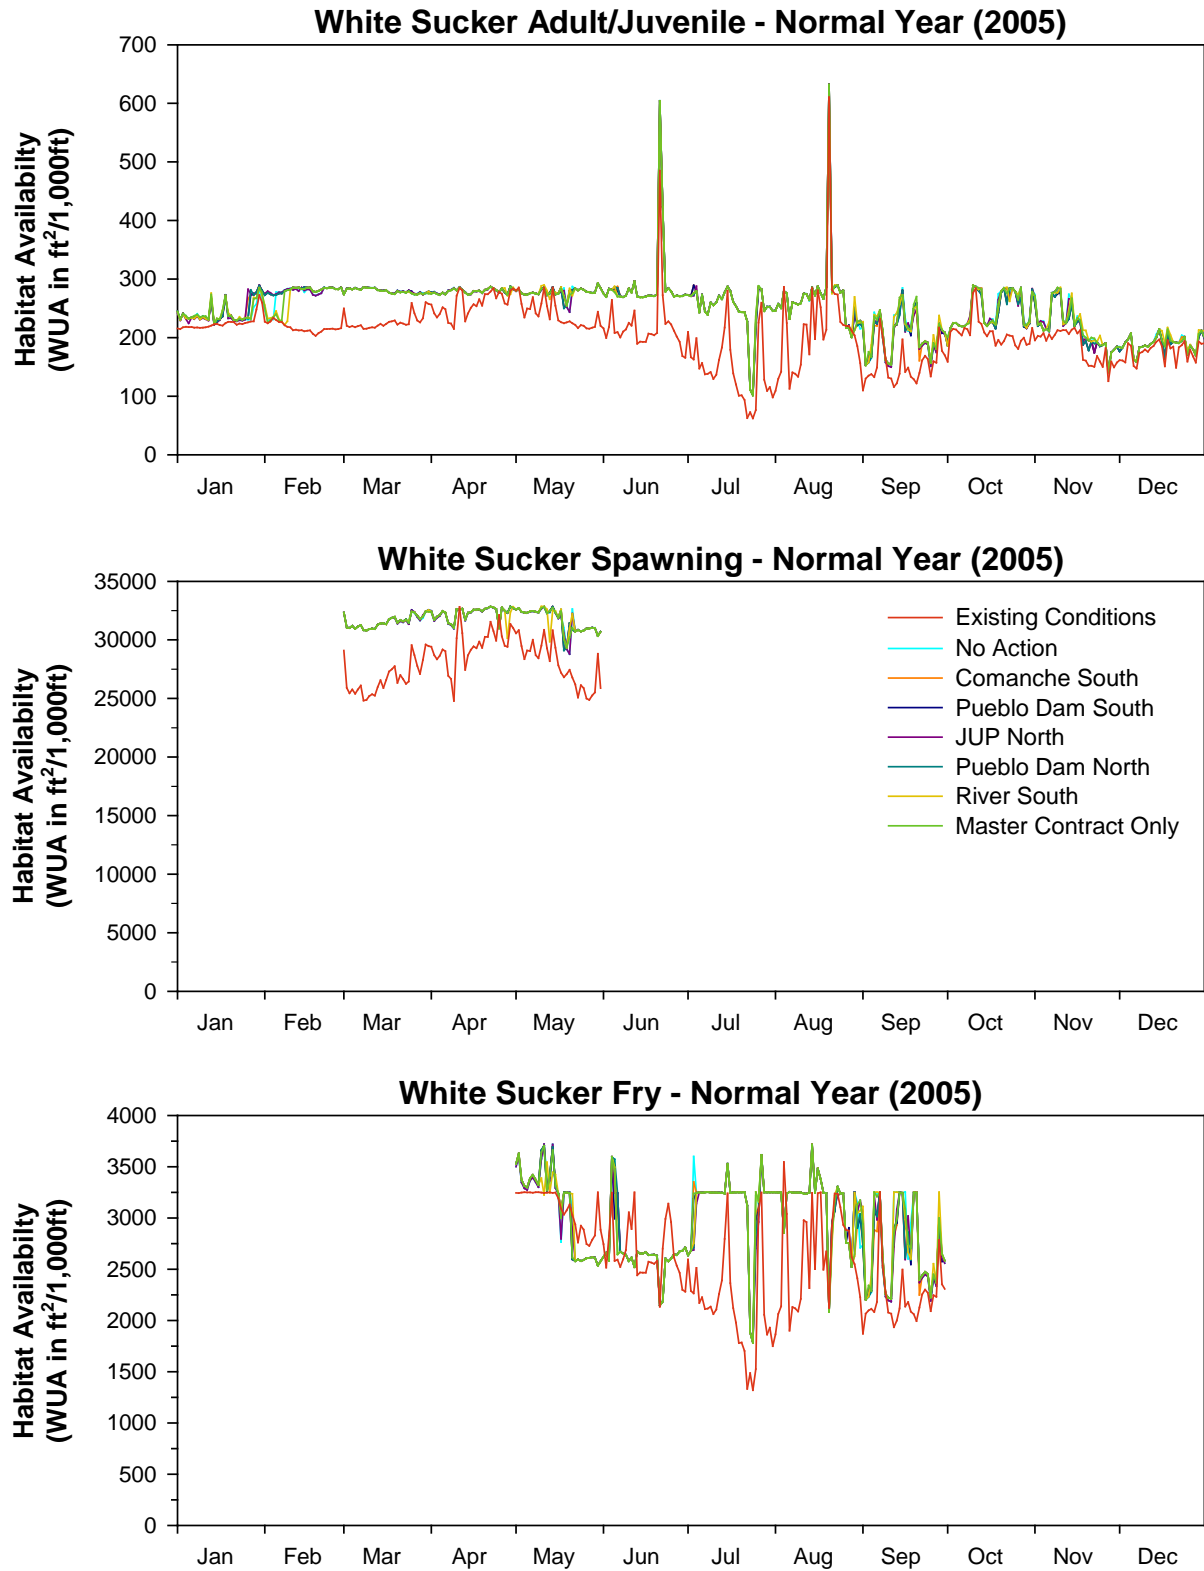 White Sucker Adult/Juvenile - Normal Year (2005)
Habitat Availabilty
(WUA in ft²/1,000ft)
700
600
500
400
300
200
100
0
Jan Feb Mar Apr May Jun Jul Aug Sep Oct Nov Dec
White Sucker Spawning - Normal Year (2005)
Habitat Availabilty
(WUA in ft²/1,000ft)
35000
30000
25000
20000
15000
10000
5000
0
Existing Conditions
No Action
Comanche South
Pueblo Dam South
JUP North
Pueblo Dam North
River South
Master Contract Only
Jan Feb Mar Apr May Jun Jul Aug Sep Oct Nov Dec
White Sucker Fry - Normal Year (2005)
Habitat Availabilty
(WUA in ft²/1,000ft)
4000
3500
3000
2500
2000
1500
1000
500
0
Jan Feb Mar Apr May Jun Jul Aug Sep Oct Nov Dec